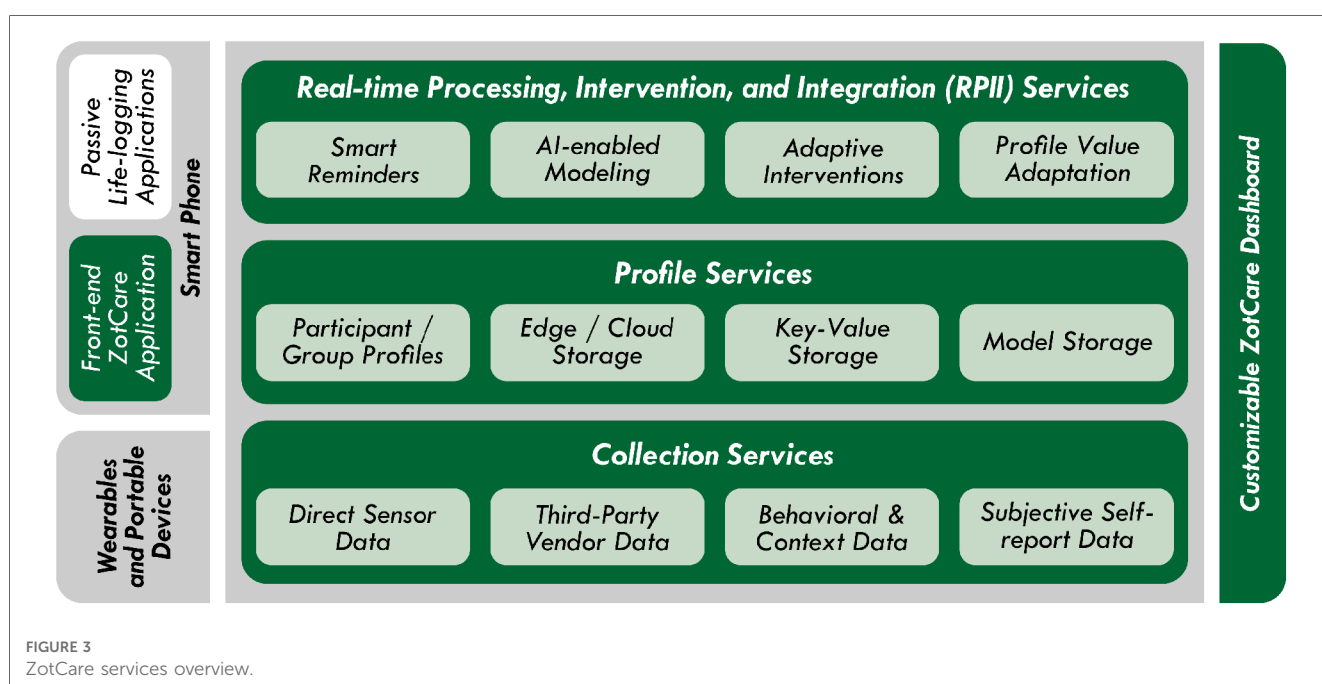 Passive
Life-logging
Applications
Front-end
ZotCare
Application
Smart Phone
Wearables
and Portable
Devices
Real-time Processing, Intervention, and Integration (RPII) Services
Smart
Reminders
AI-enabled
Modeling
Adaptive
Interventions
Profile Value
Adaptation
Profile Services
Participant /
Group Profiles
Edge / Cloud
Storage
Key-Value
Storage
Model Storage
Collection Services
Direct Sensor
Data
Third-Party
Vendor Data
Behavioral &
Context Data
Subjective Self-
report Data
Customizable ZotCare Dashboard
FIGURE 3
ZotCare services overview.